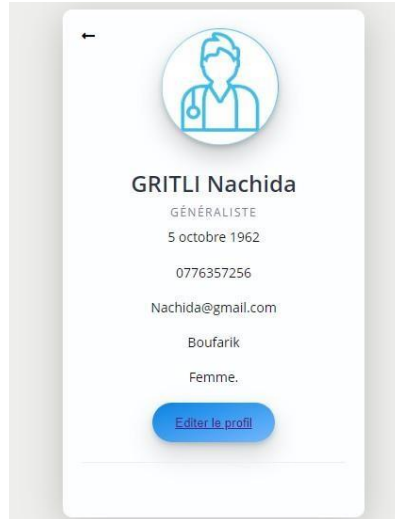 ←
GRITLI Nachida
GÉNÉRALISTE
5 octobre 1962
0776357256
Nachida@gmail.com
Boufarik
Femme.
Editer le profil